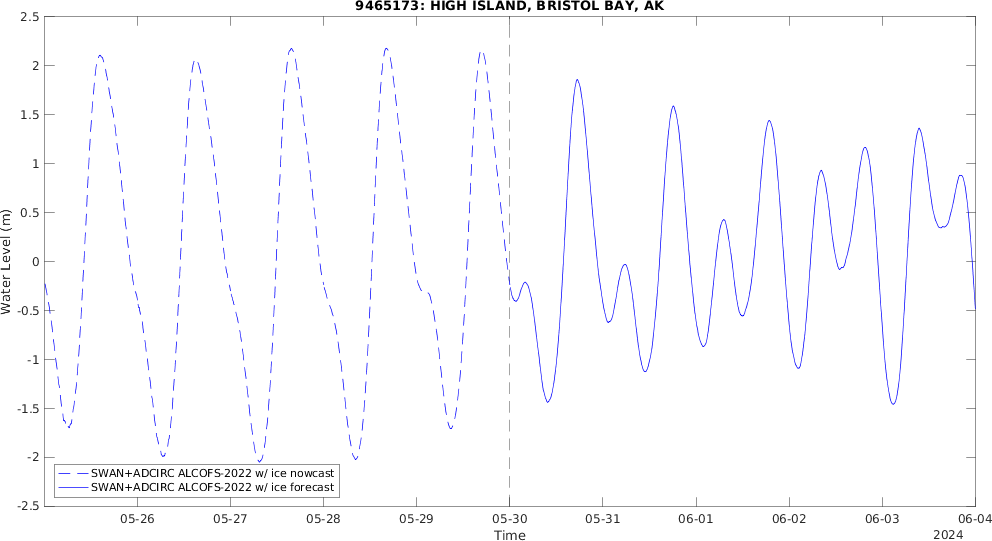 9465173: HIGH ISLAND, BRISTOL BAY, AK
2.5
2
1.5
1
0.5
0
-0.5
-1
-1.5
-2
-2.5
Water Level (m)
SWAN+ADCIRC ALCOFS-2022 w/ ice nowcast
SWAN+ADCIRC ALCOFS-2022 w/ ice forecast
05-26 05-27 05-28 05-29 05-30 05-31 06-01 06-02 06-03 06-04
Time
2024